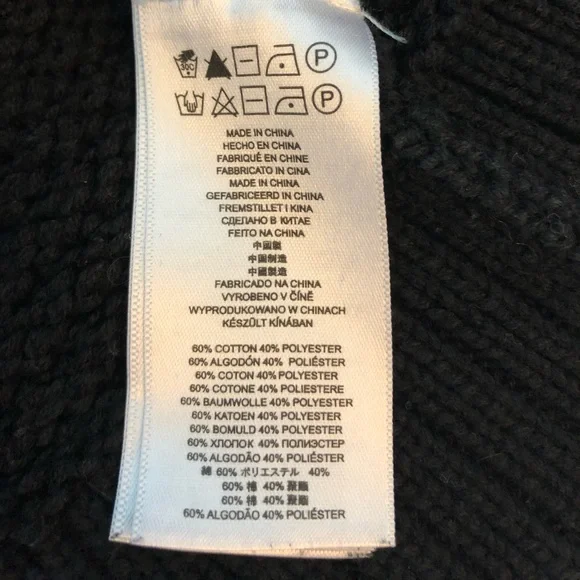 30C P
P
MADE IN CHINA
HECHO EN CHINA
FABRIQUÉ EN CHINE
FABBRICATO IN CINA
MADE IN CHINA
GEFABRICEERD IN CHINA
FREMSTILLET I KINA
СДЕЛАНО В КИТАЕ
FEITO NA CHINA
中國製
中国制造
中國製造
FABRICADO NA CHINA
VYROBENO V ČÍNĚ
WYPRODUKOWANO W CHINACH
KÉSZÜLT KÍNÁBAN
60% COTTON 40% POLYESTER
60% ALGODÓN 40% POLIÉSTER
60% COTON 40% POLYESTER
60% COTONE 40% POLIESTERE
60% BAUMWOLLE 40% POLYESTER
60% KATOEN 40% POLYESTER
60% BOMULD 40% POLYESTER
60% ХЛОПОК 40% ПОЛИЭСТЕР
60% ALGODÃO 40% POLIÉSTER
綿 60% ポリエステル 40%
60% 棉 40% 聚酯
60% 棉 40% 聚酯
60% ALGODÃO 40% POLIÉSTER